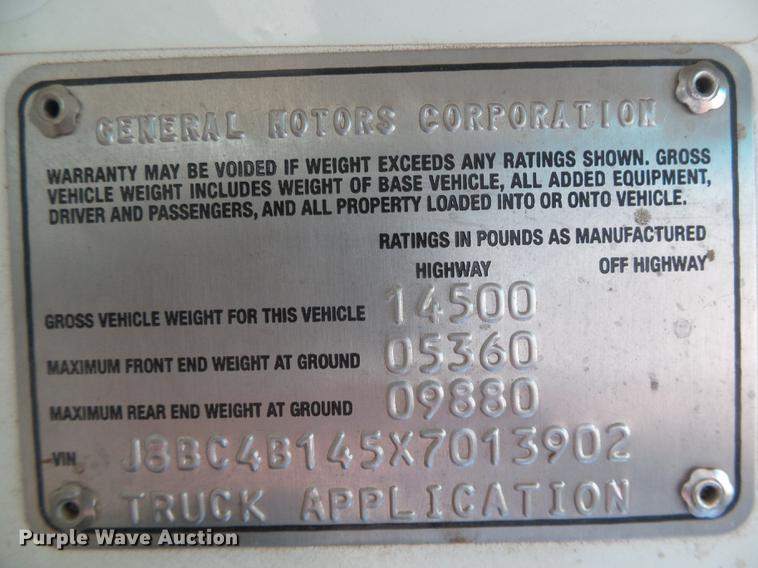 GENERAL MOTORS CORPORATION
WARRANTY MAY BE VOIDED IF WEIGHT EXCEEDS ANY RATINGS SHOWN. GROSS
VEHICLE WEIGHT INCLUDES WEIGHT OF BASE VEHICLE, ALL ADDED EQUIPMENT,
DRIVER AND PASSENGERS, AND ALL PROPERTY LOADED INTO OR ONTO VEHICLE.
RATINGS IN POUNDS AS MANUFACTURED
HIGHWAY OFF HIGHWAY
GROSS VEHICLE WEIGHT FOR THIS VEHICLE 14500
MAXIMUM FRONT END WEIGHT AT GROUND 05360
MAXIMUM REAR END WEIGHT AT GROUND 09880
VIN J8BC4B145X7013902
TRUCK APPLICATION
Purple Wave Auction